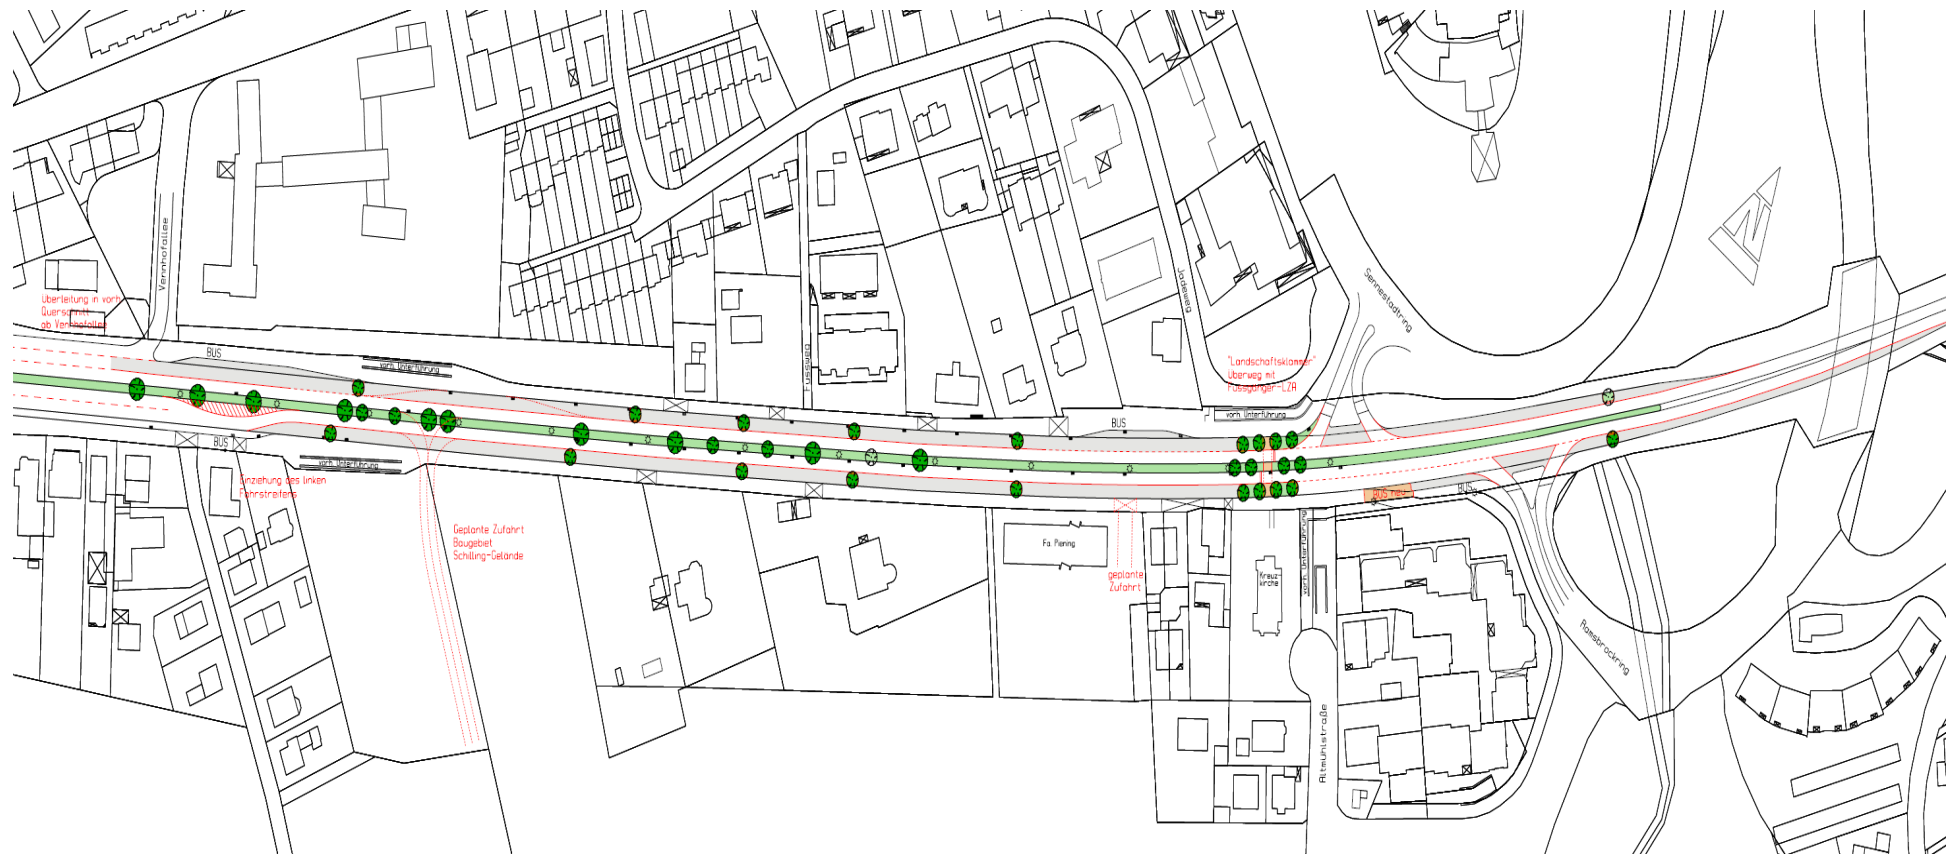 Vennhofallee
Überleitung in vorh.
Querschnitt
ab Vennhofallee
BUS
vorh. Unterführung
BUS
vorh. Unterführung
Einziehung des linken
Fahrstreifens
Geplante Zufahrt
Baugebiet
Schilling-Gelände
Fussweg
Jadeweg
Sennestadtring
"Landschaftsklammer"
Überweg mit
Fussgänger-LZA
vorh. Unterführung
BUS
BUS neu
BUS
Fa. Piening
geplante
Zufahrt
Kreuz-
kirche
vorh. Unterführung
Altmühlstraße
Ramsbrockring